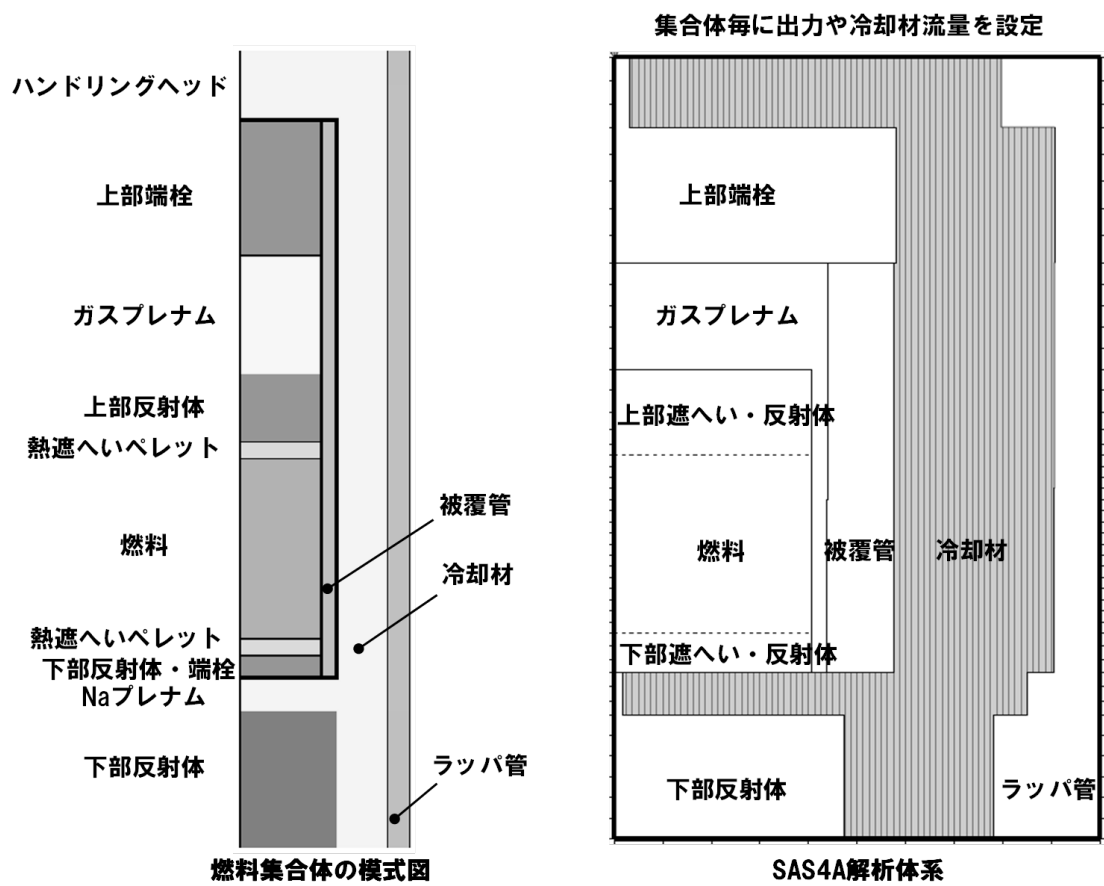 集合体毎に出力や冷却材流量を設定
ハンドリングヘッド
上部端栓
ガスプレナム
上部反射体
熱遮へいペレット
燃料
熱遮へいペレット
下部反射体・端栓
Naプレナム
下部反射体
被覆管
冷却材
ラッパ管
燃料集合体の模式図
上部端栓
ガスプレナム
上部遮へい・反射体
燃料
被覆管
冷却材
下部遮へい・反射体
下部反射体
ラッパ管
SAS4A解析体系